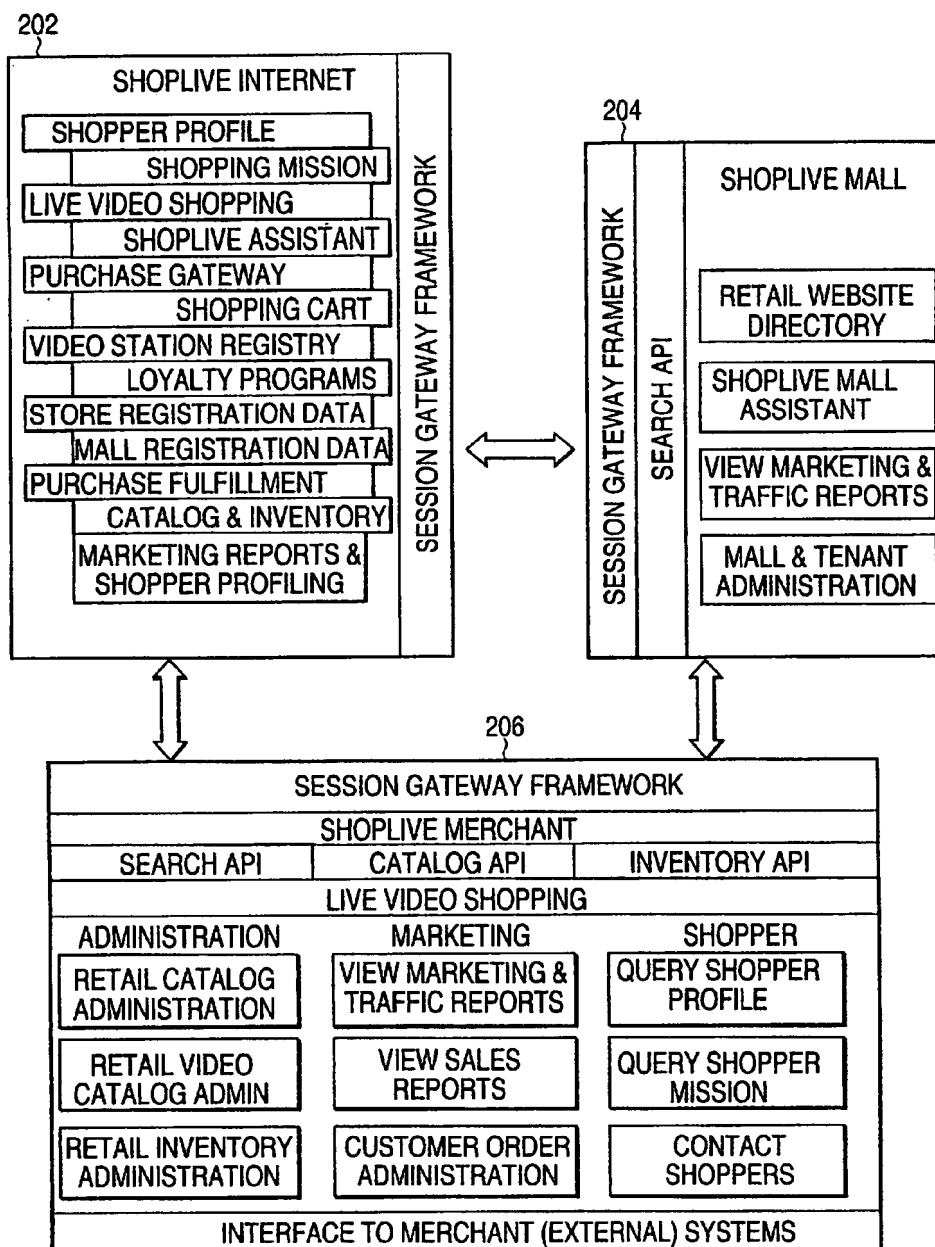 202
SHOPLIVE INTERNET
SHOPPER PROFILE
SHOPPING MISSION
LIVE VIDEO SHOPPING
SHOPLIVE ASSISTANT
PURCHASE GATEWAY
SHOPPING CART
VIDEO STATION REGISTRY
LOYALTY PROGRAMS
STORE REGISTRATION DATA
MALL REGISTRATION DATA
PURCHASE FULFILLMENT
CATALOG & INVENTORY
MARKETING REPORTS &
SHOPPER PROFILING
SESSION GATEWAY FRAMEWORK
204
SESSION GATEWAY FRAMEWORK
SEARCH API
SHOPLIVE MALL
RETAIL WEBSITE
DIRECTORY
SHOPLIVE MALL
ASSISTANT
VIEW MARKETING &
TRAFFIC REPORTS
MALL & TENANT
ADMINISTRATION
206
SESSION GATEWAY FRAMEWORK
SHOPLIVE MERCHANT
SEARCH API
CATALOG API
INVENTORY API
LIVE VIDEO SHOPPING
ADMINISTRATION
RETAIL CATALOG
ADMINISTRATION
RETAIL VIDEO
CATALOG ADMIN
RETAIL INVENTORY
ADMINISTRATION
MARKETING
VIEW MARKETING &
TRAFFIC REPORTS
VIEW SALES
REPORTS
CUSTOMER ORDER
ADMINISTRATION
SHOPPER
QUERY SHOPPER
PROFILE
QUERY SHOPPER
MISSION
CONTACT
SHOPPERS
INTERFACE TO MERCHANT (EXTERNAL) SYSTEMS